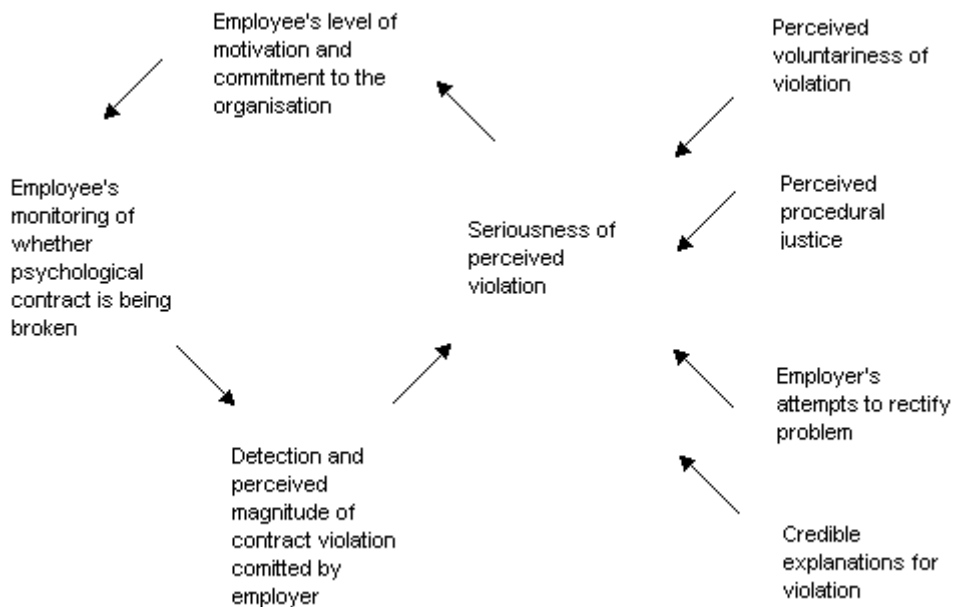 Employee's level of
motivation and
commitment to the
organisation
Perceived
voluntariness of
violation
Employee's
monitoring of
whether
psychological
contract is being
broken
Seriousness of
perceived
violation
Perceived
procedural
justice
Employer's
attempts to rectify
problem
Detection and
perceived
magnitude of
contract violation
comitted by
employer
Credible
explanations for
violation